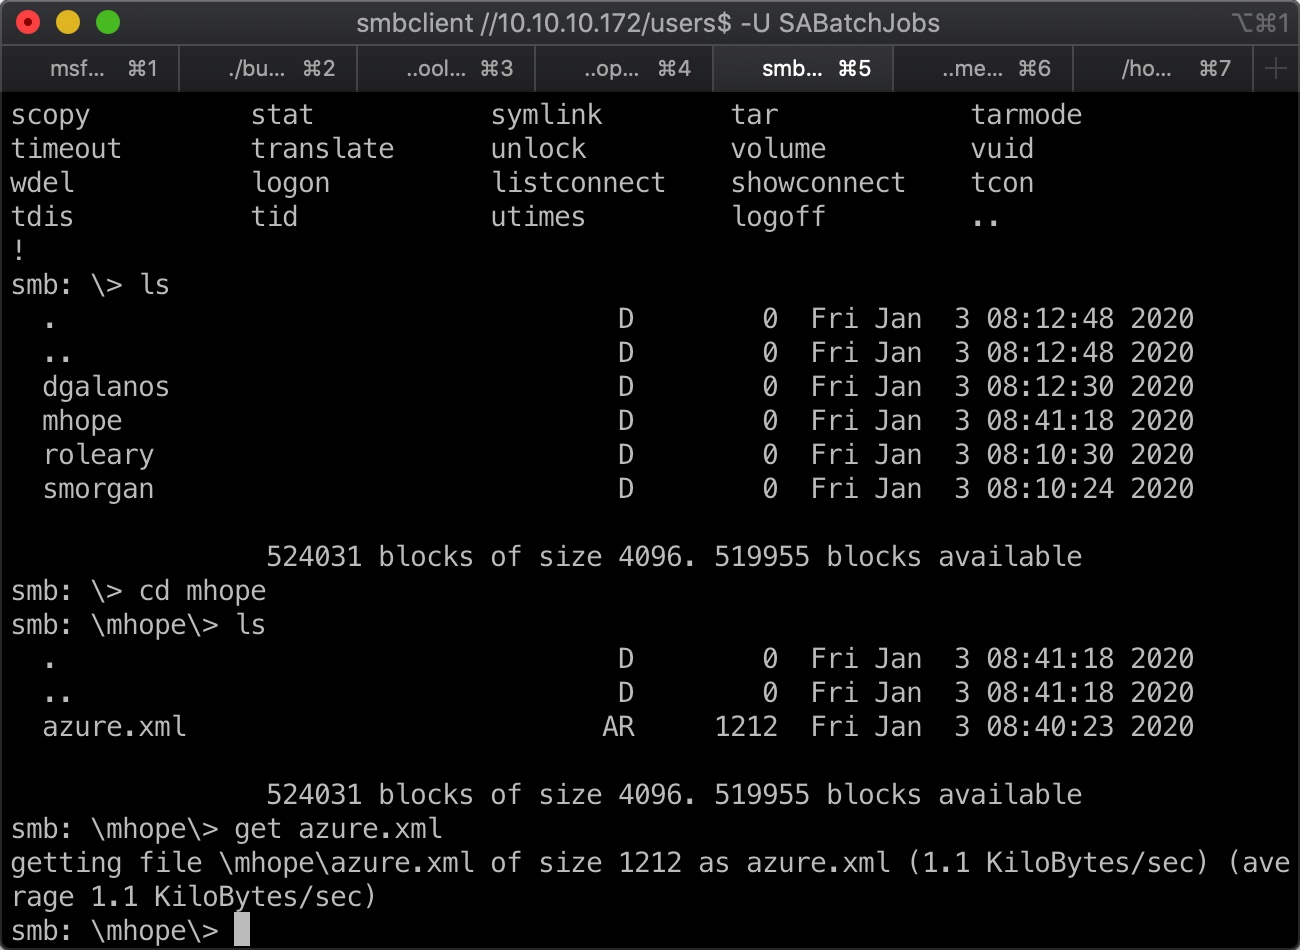 smbclient //10.10.10.172/users$ -U SABatchJobs ⌥⌘1
msf... ⌘1 ./bu... ⌘2 ..ool... ⌘3 ..op... ⌘4 smb... ⌘5 ..me... ⌘6 /ho... ⌘7 +
scopy stat symlink tar tarmode
timeout translate unlock volume vuid
wdel logon listconnect showconnect tcon
tdis tid utimes logoff ..
!
smb: \> ls
. D 0 Fri Jan 3 08:12:48 2020
.. D 0 Fri Jan 3 08:12:48 2020
dgalanos D 0 Fri Jan 3 08:12:30 2020
mhope D 0 Fri Jan 3 08:41:18 2020
roleary D 0 Fri Jan 3 08:10:30 2020
smorgan D 0 Fri Jan 3 08:10:24 2020
524031 blocks of size 4096. 519955 blocks available
smb: \> cd mhope
smb: \mhope\> ls
. D 0 Fri Jan 3 08:41:18 2020
.. D 0 Fri Jan 3 08:41:18 2020
azure.xml AR 1212 Fri Jan 3 08:40:23 2020
524031 blocks of size 4096. 519955 blocks available
smb: \mhope\> get azure.xml
getting file \mhope\azure.xml of size 1212 as azure.xml (1.1 KiloBytes/sec) (ave
rage 1.1 KiloBytes/sec)
smb: \mhope\>